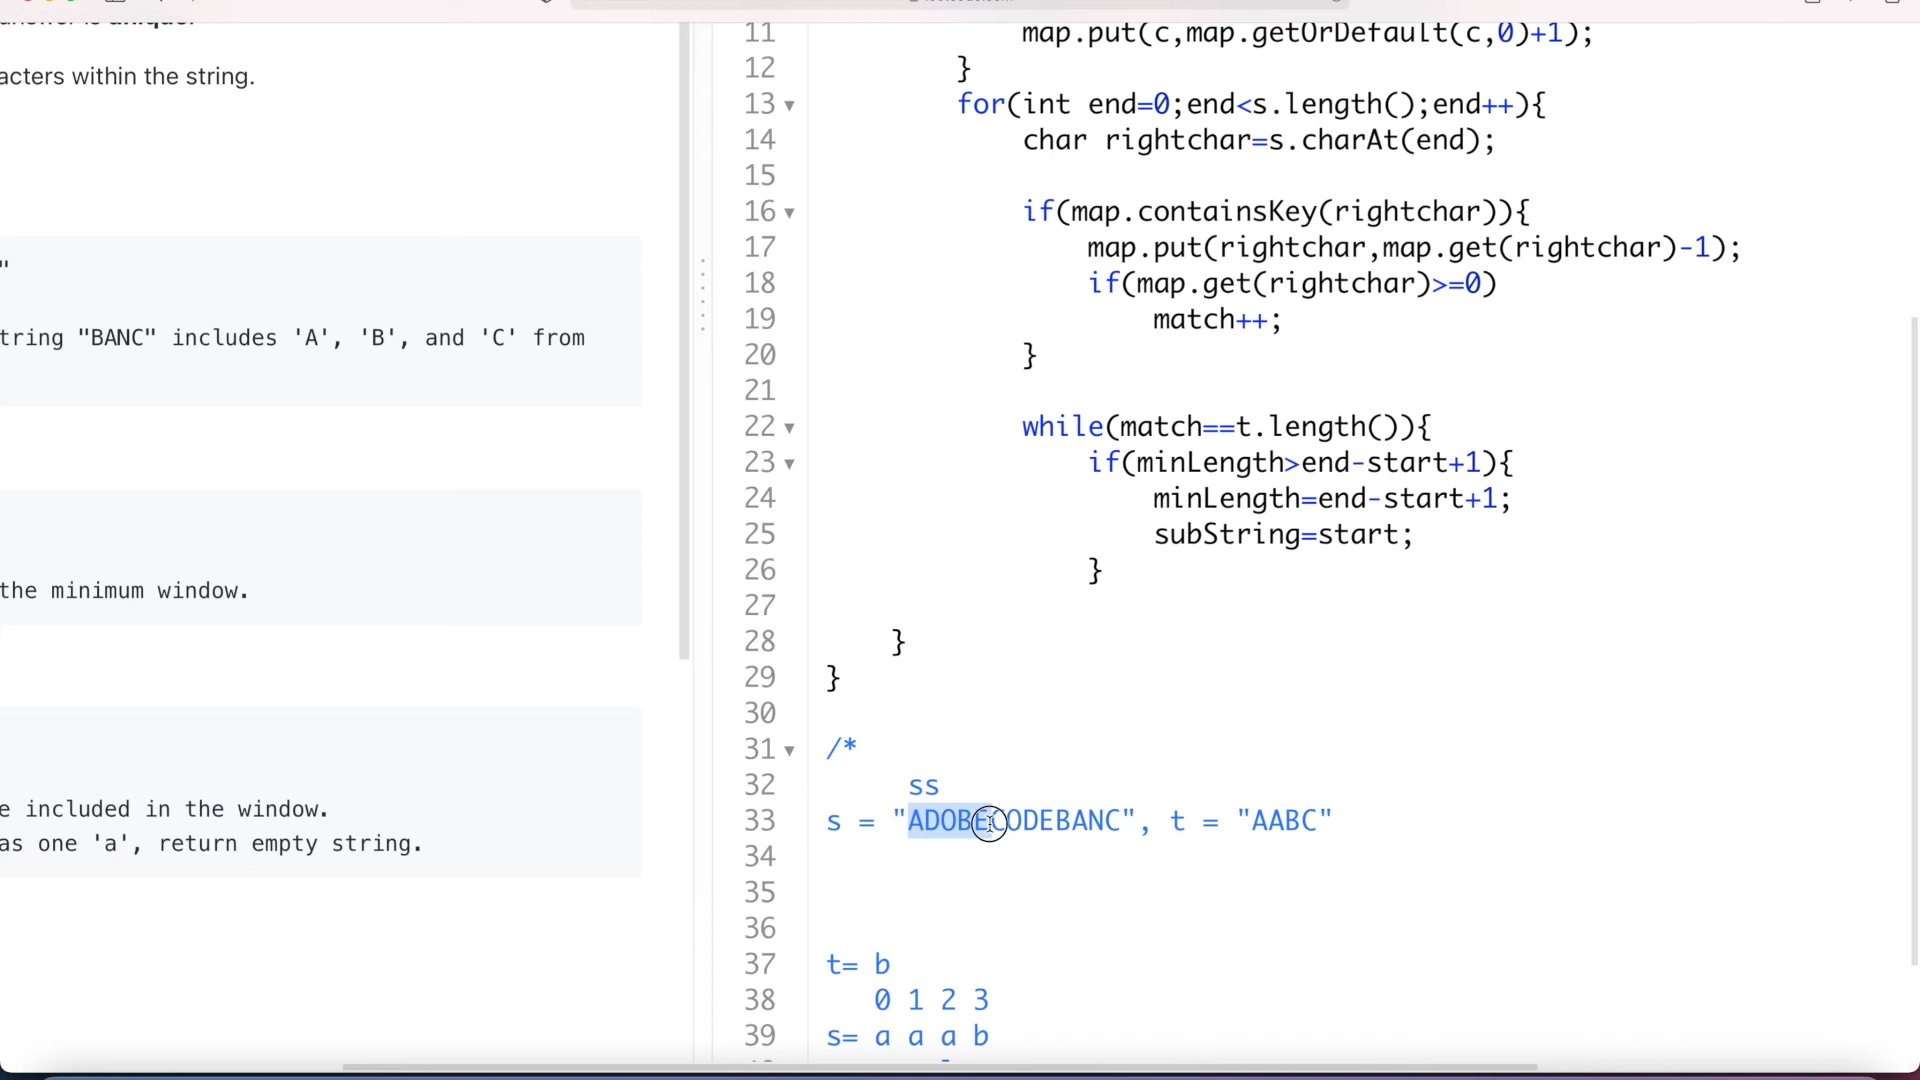 acters within the string.
"
tring "BANC" includes 'A', 'B', and 'C' from
the minimum window.
e included in the window.
as one 'a', return empty string.
11 map.put(c,map.getOrDefault(c,0)+1);
12 }
13 for(int end=0;end<s.length();end++){
14 char rightchar=s.charAt(end);
15
16 if(map.containsKey(rightchar)){
17 map.put(rightchar,map.get(rightchar)-1);
18 if(map.get(rightchar)>=0)
19 match++;
20 }
21
22 while(match==t.length()){
23 if(minLength>end-start+1){
24 minLength=end-start+1;
25 subString=start;
26 }
27
28 }
29 }
30
31 /*
32 ss
33 s = "ADOBECODEBANC", t = "AABC"
34
35
36
37 t= b
38 0 1 2 3
39 s= a a a b